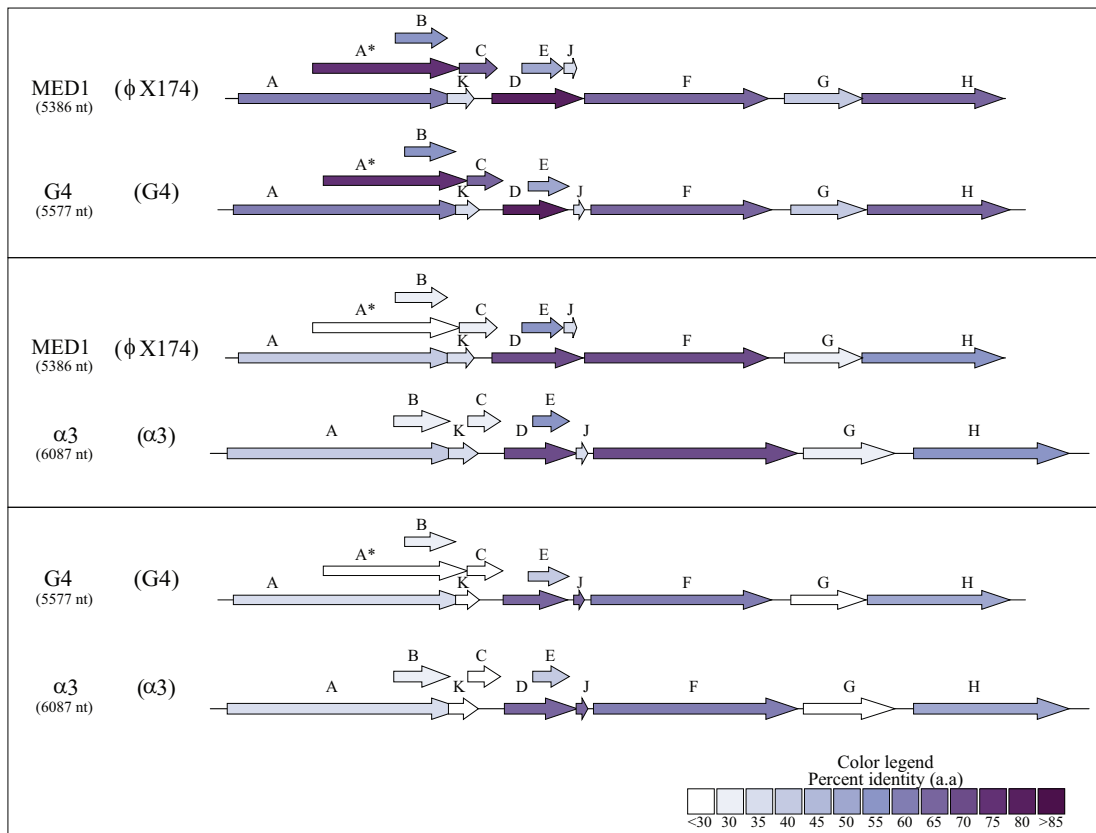 B
A* C E J
MED1 (ϕ X174) A K D F G H
(5386 nt)
B
A* C E
G4 (G4) A K D J F G H
(5577 nt)
B
A* C E J
MED1 (ϕ X174) A K D F G H
(5386 nt)
B C E
α3 (α3) A K D J G H
(6087 nt)
B
A* C E
G4 (G4) A K D J F G H
(5577 nt)
B C E
α3 (α3) A K D J F G H
(6087 nt)
Color legend
Percent identity (a.a)
<30 30 35 40 45 50 55 60 65 70 75 80 >85